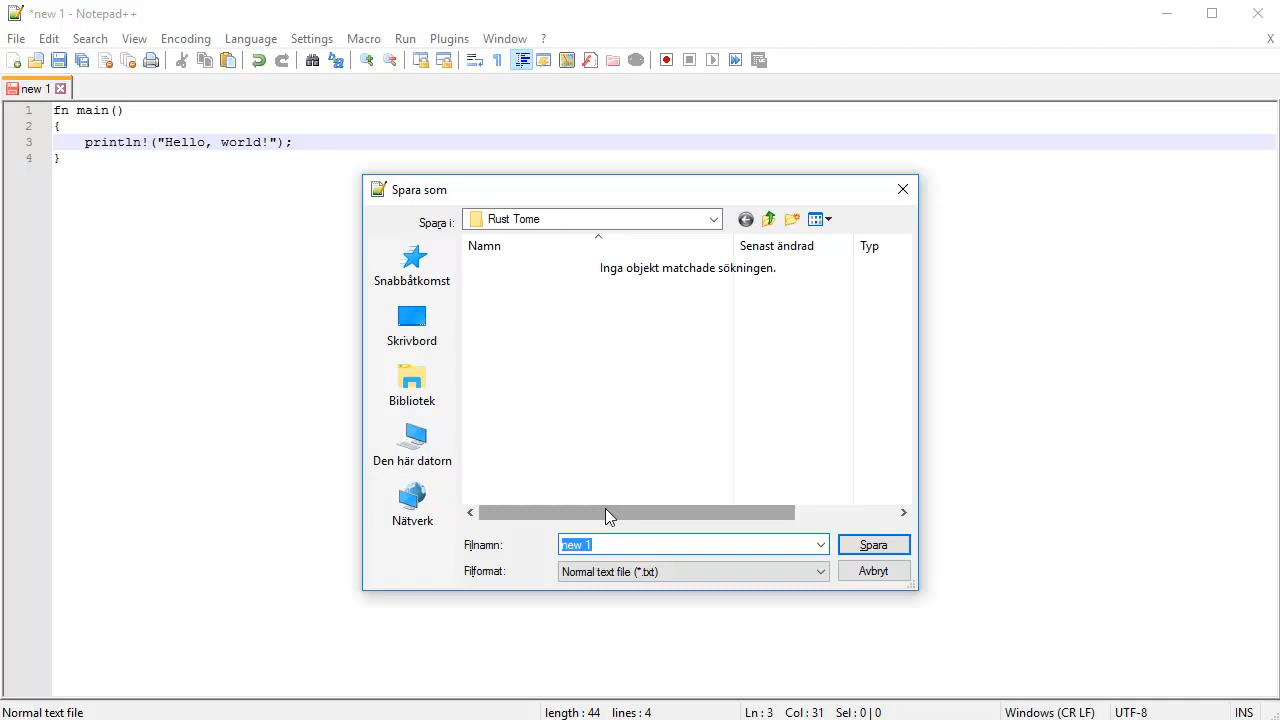 *new 1 - Notepad++
File Edit Search View Encoding Language Settings Macro Run Plugins Window ? X
new 1
1 fn main()
2 {
3 println!("Hello, world!");
4 }
Spara som
Spara i: Rust Tome
Namn Senast ändrad Typ
Inga objekt matchade sökningen.
Snabbåtkomst
Skrivbord
Bibliotek
Den här datorn
Nätverk
Filnamn: new 1 Spara
Filformat: Normal text file (*.txt) Avbryt
Normal text file length : 44 lines : 4 Ln : 3 Col : 31 Sel : 0 | 0 Windows (CR LF) UTF-8 INS